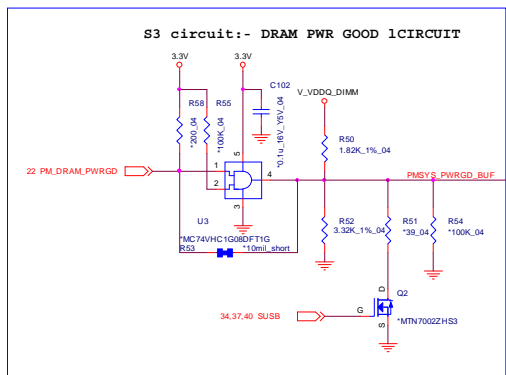 S3 circuit:- DRAM PWR GOOD lCIRCUIT
3.3V
3.3V
C102
*0.1u_16V_Y5V_04
V_VDDQ_DIMM
R58
R55
*200_04
*100K_04
R50
1.82K_1%_04
22 PM_DRAM_PWRGD
1
5
4
2
3
PMSYS_PWRGD_BUF
U3
*MC74VHC1G08DFT1G
R53
*10mil_short
R52
3.32K_1%_04
R51
*39_04
R54
*100K_04
D
Q2
G
S
*MTN7002ZHS3
34,37,40 SUSB